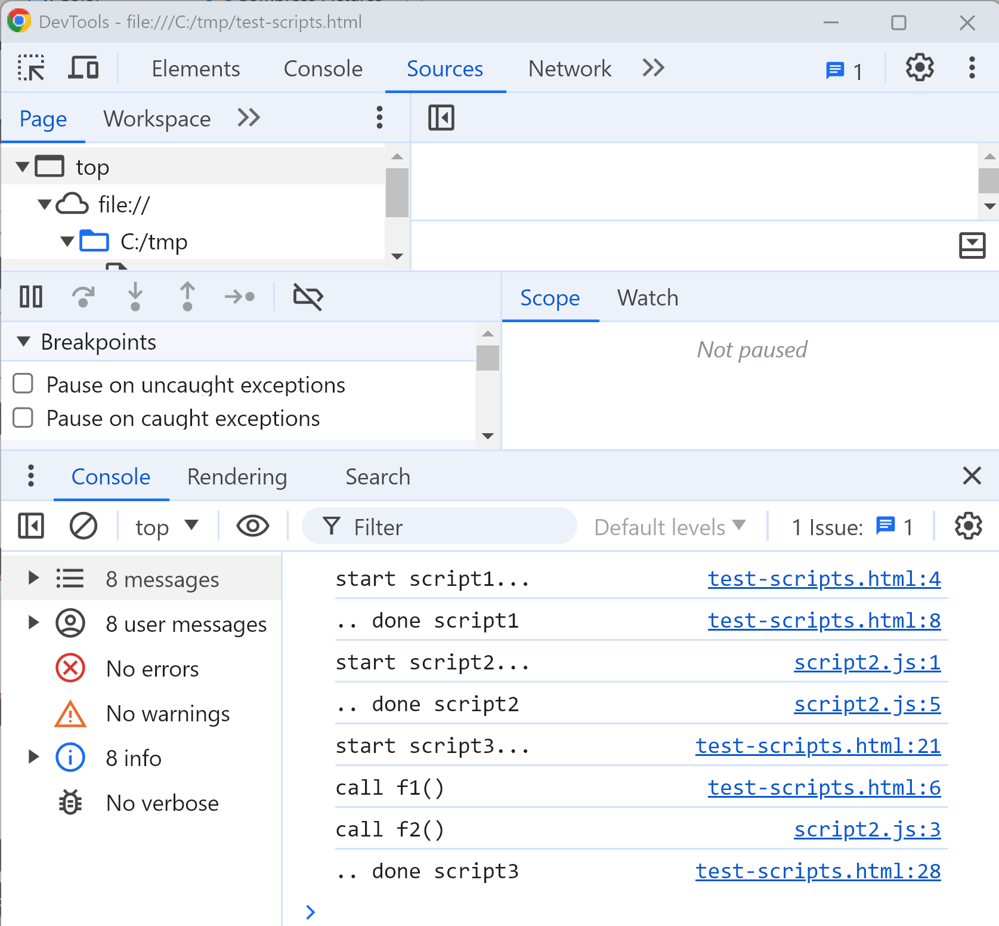 DevTools - file:///C:/tmp/test-scripts.html
Elements Console Sources Network 1
Page Workspace
top
file://
C:/tmp
Scope Watch
Breakpoints
Not paused
Pause on uncaught exceptions
Pause on caught exceptions
Console Rendering Search
top Filter Default levels 1 Issue: 1
8 messages
8 user messages
No errors
No warnings
8 info
No verbose
start script1... test-scripts.html:4
.. done script1 test-scripts.html:8
start script2... script2.js:1
.. done script2 script2.js:5
start script3... test-scripts.html:21
call f1() test-scripts.html:6
call f2() script2.js:3
.. done script3 test-scripts.html:28